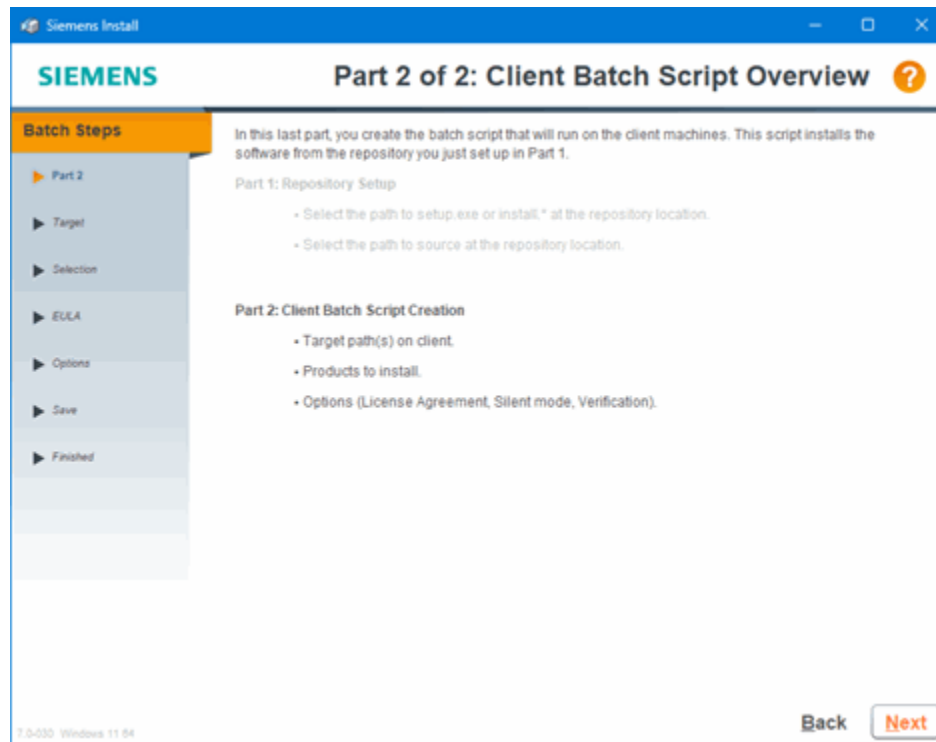 Siemens Install
SIEMENS
Part 2 of 2: Client Batch Script Overview
?
Batch Steps
Part 2
Target
Selection
EULA
Options
Save
Finished
In this last part, you create the batch script that will run on the client machines. This script installs the
software from the repository you just set up in Part 1.
Part 1: Repository Setup
• Select the path to setup.exe or install.* at the repository location.
• Select the path to source at the repository location.
Part 2: Client Batch Script Creation
• Target path(s) on client.
• Products to install.
• Options (License Agreement, Silent mode, Verification).
7.0-030 Windows 11 64
Back
Next